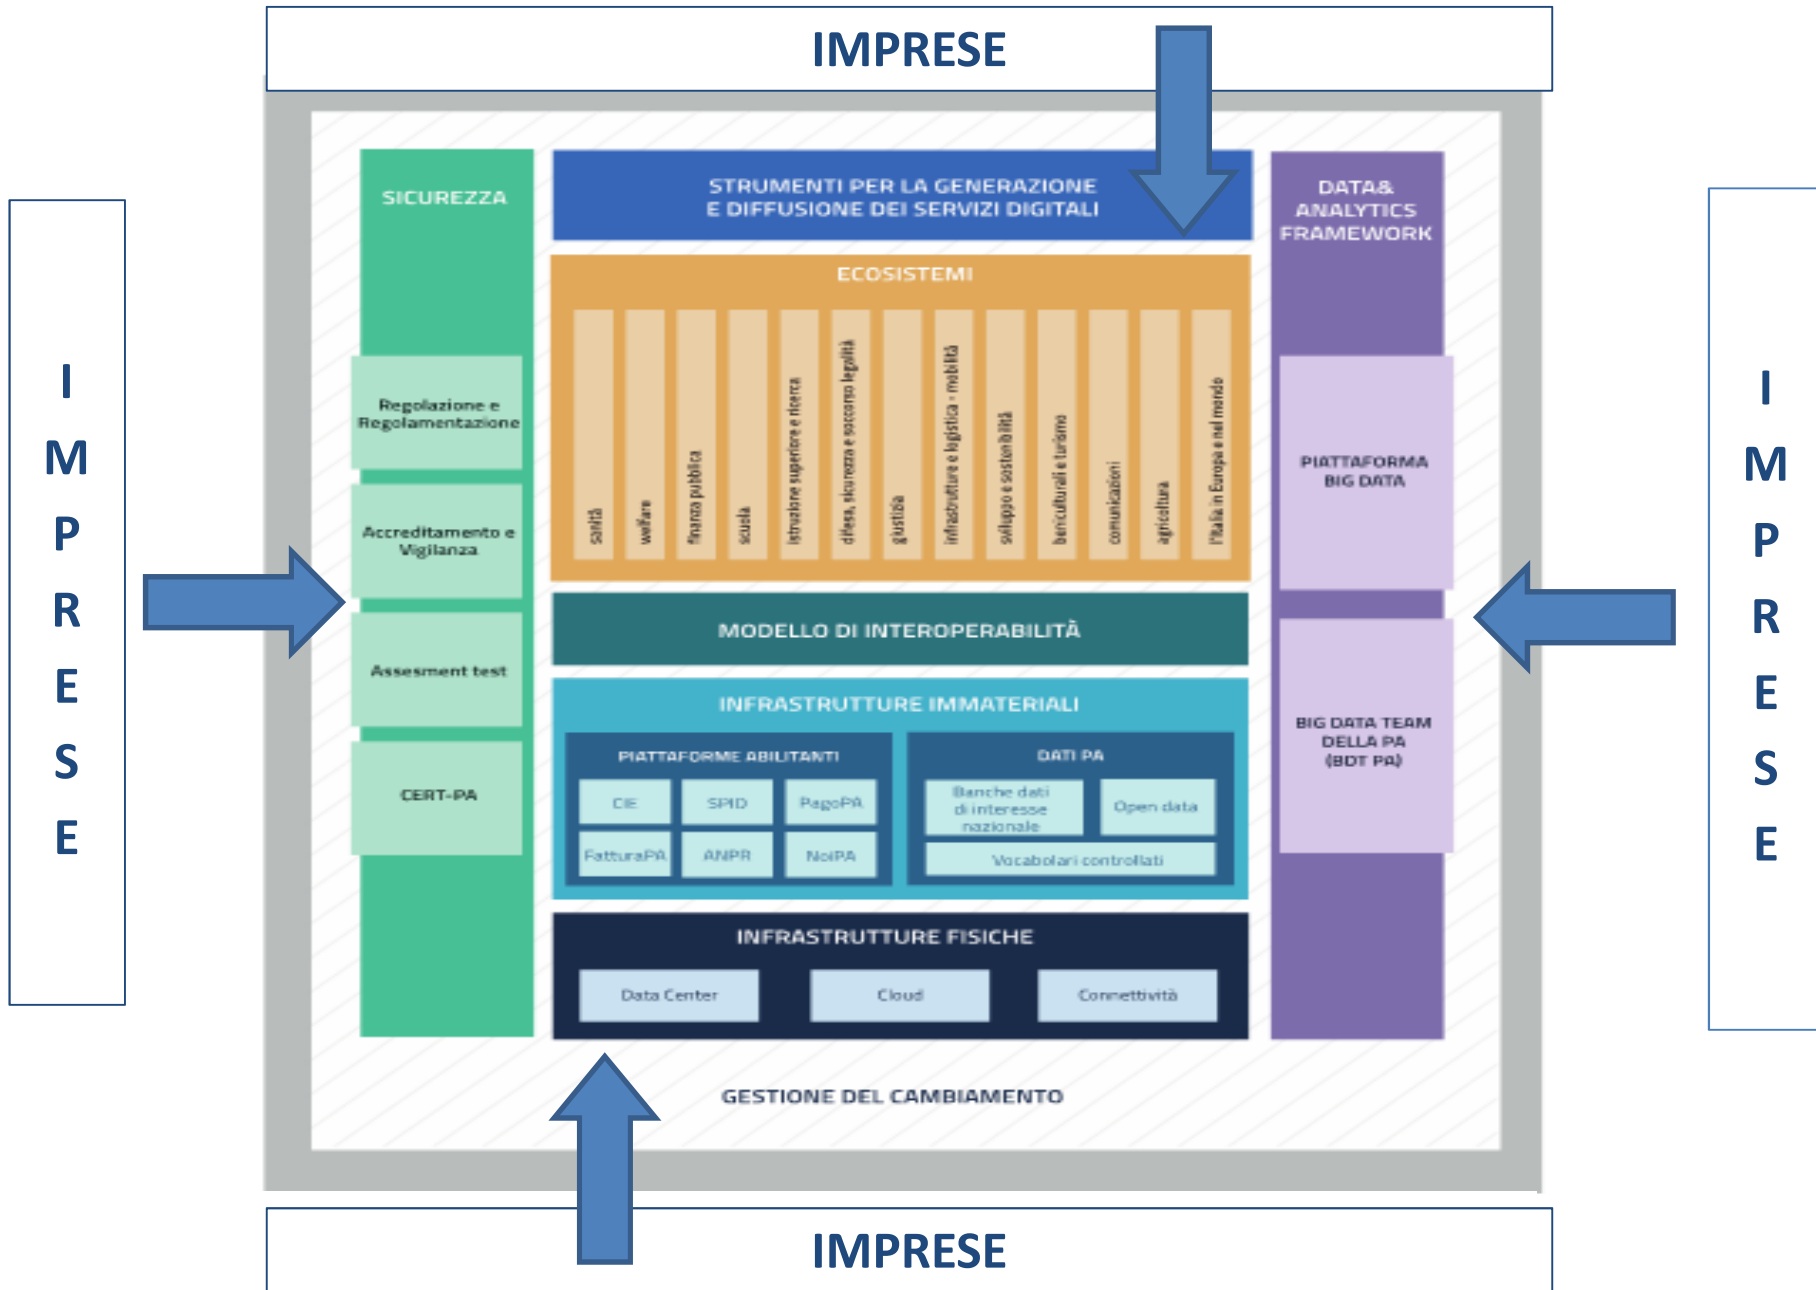 IMPRESE
I
M
P
R
E
S
E
SICUREZZA
Regolazione e
Regolamentazione
Accreditamento e
Vigilanza
Assesment test
CERT-PA
STRUMENTI PER LA GENERAZIONE
E DIFFUSIONE DEI SERVIZI DIGITALI
ECOSISTEMI
sanità
welfare
finanza pubblica
scuola
istruzione superiore e ricerca
difesa, sicurezza e soccorso legalità
giustizia
infrastrutture e logistica - mobilità
sviluppo e sostenibilità
beni culturali e turismo
comunicazioni
agricoltura
l'Italia in Europa e nel mondo
MODELLO DI INTEROPERABILITÀ
INFRASTRUTTURE IMMATERIALI
PIATTAFORME ABILITANTI
CIE
SPID
PagoPA
FatturaPA
ANPR
NoiPA
DATI PA
Banche dati
di interesse
nazionale
Open data
Vocabolari controllati
INFRASTRUTTURE FISICHE
Data Center
Cloud
Connettività
DATA&
ANALYTICS
FRAMEWORK
PIATTAFORMA
BIG DATA
BIG DATA TEAM
DELLA PA
(BDT PA)
I
M
P
R
E
S
E
GESTIONE DEL CAMBIAMENTO
IMPRESE